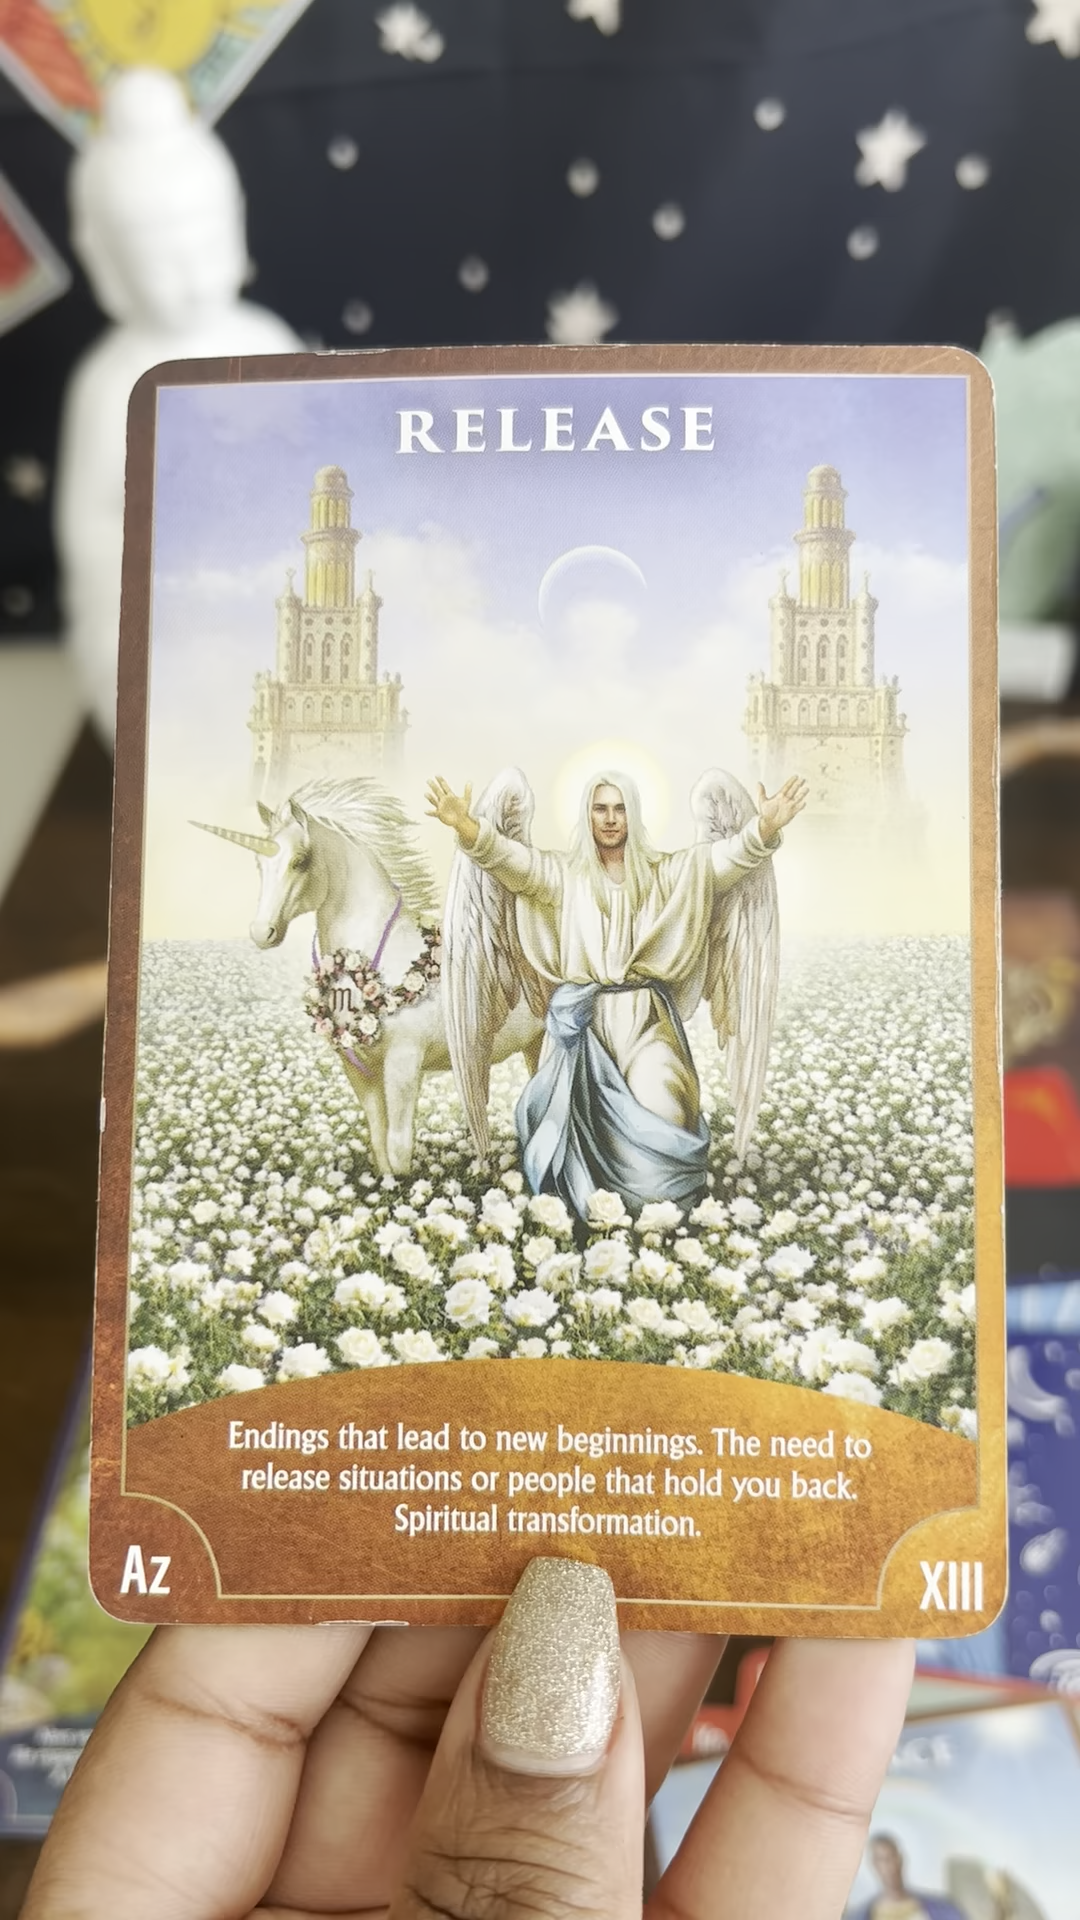 RELEASE
♏
Endings that lead to new beginnings. The need to
release situations or people that hold you back.
Spiritual transformation.
Az
XIII